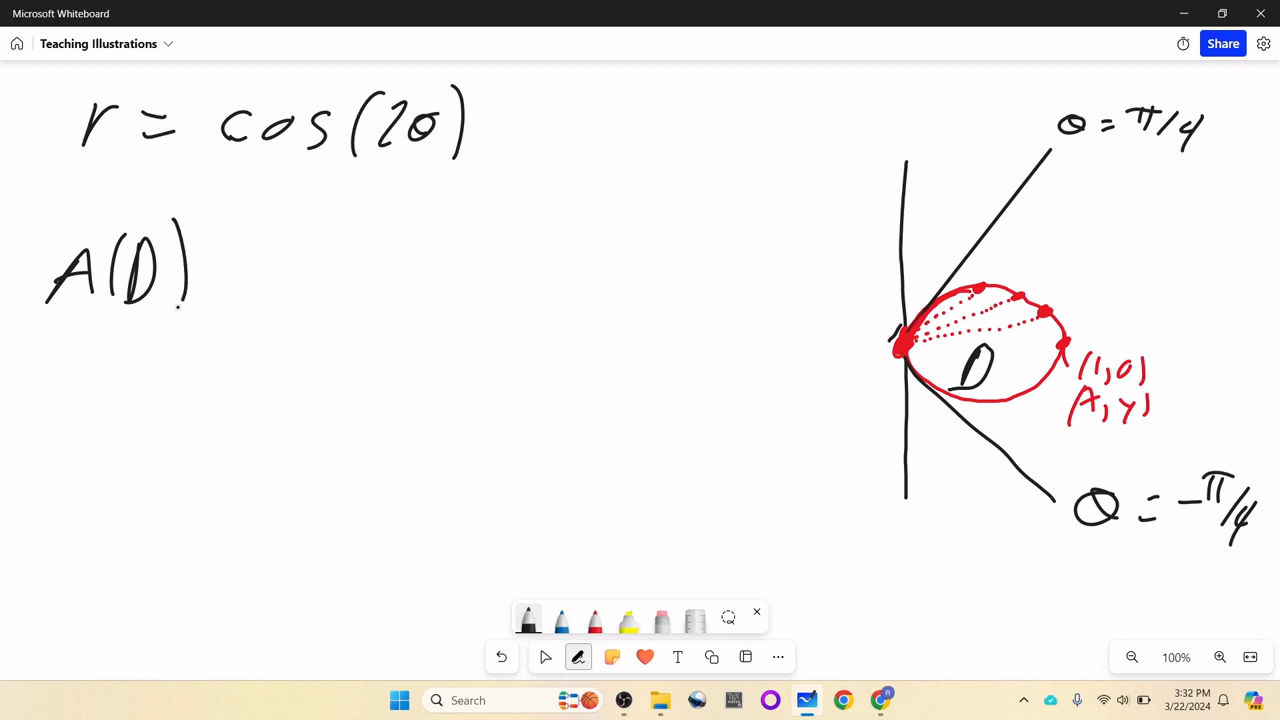 Microsoft Whiteboard
Teaching Illustrations
Share
r = cos(2θ)
θ = π/4
A(D)
D
(1,0)
(x,y)
θ = -π/4
100%
Search
3:32 PM
3/22/2024